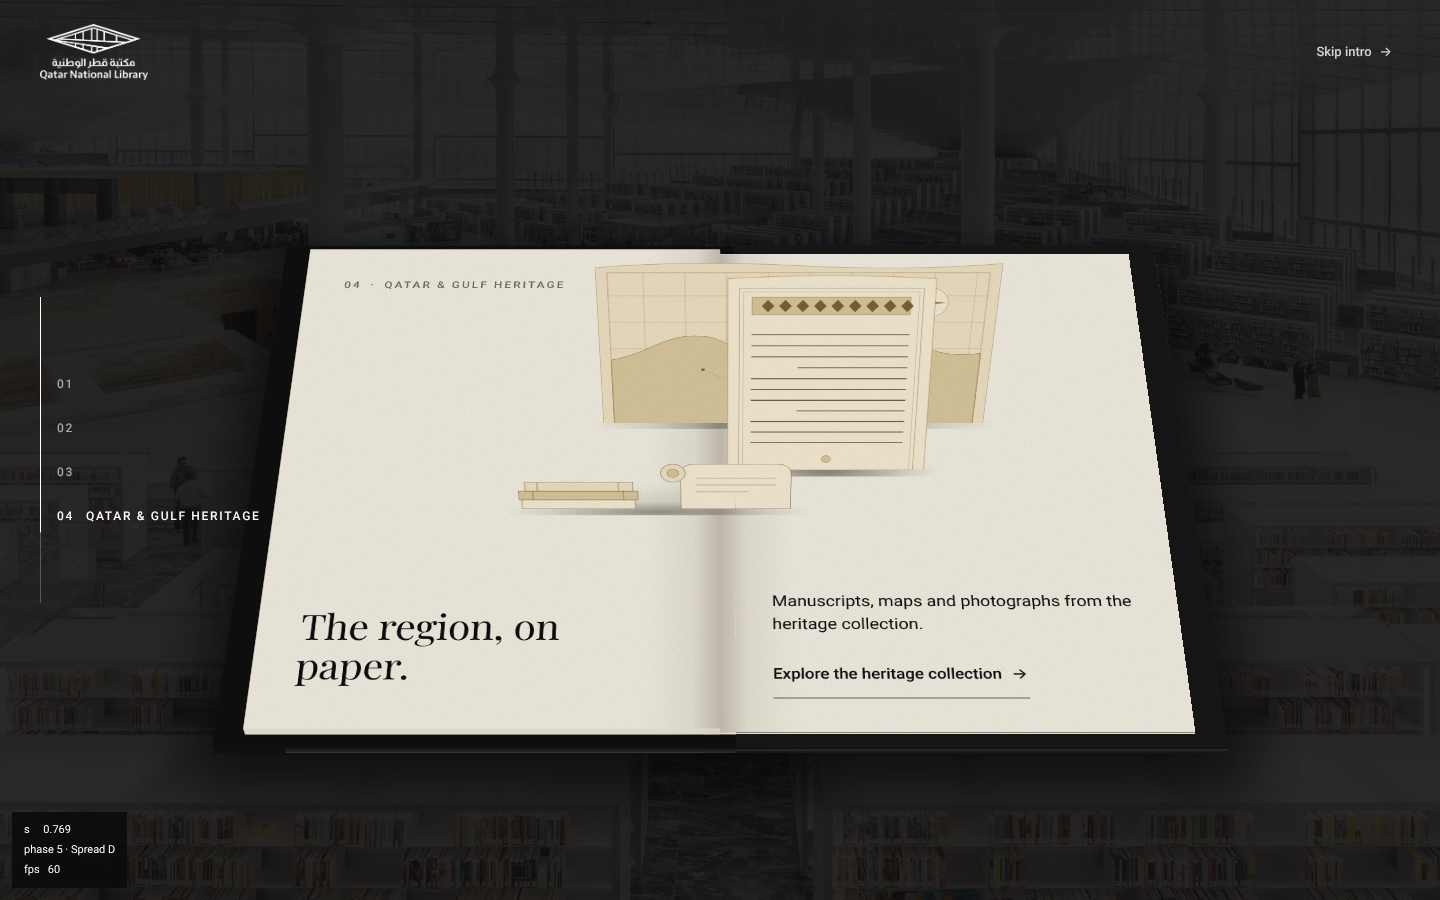 مكتبة قطر الوطنية
Qatar National Library
Skip intro →
04 · QATAR & GULF HERITAGE
01
02
03
04 QATAR & GULF HERITAGE
The region, on
paper.
Manuscripts, maps and photographs from the
heritage collection.
Explore the heritage collection →
s 0.769
phase 5 · Spread D
fps 60